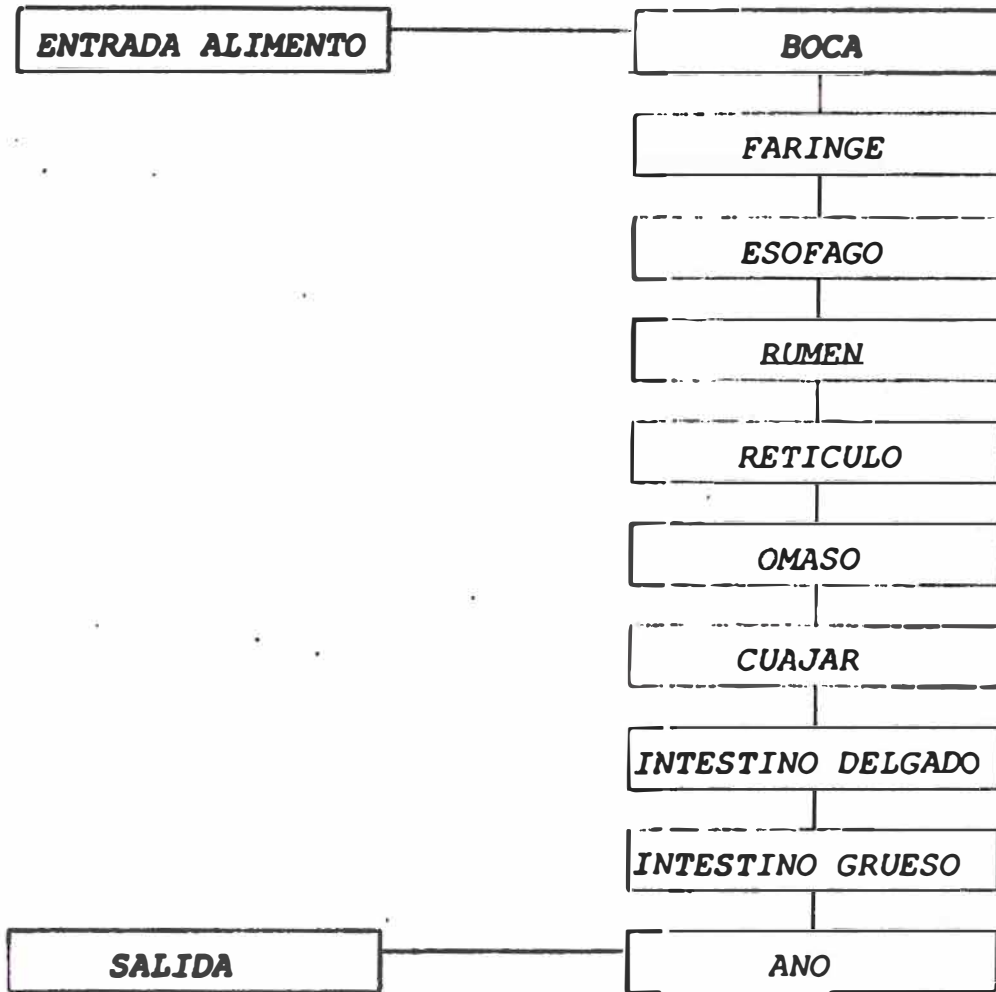 ENTRADA ALIMENTO
BOCA
FARINGE
ESOFAGO
RUMEN
RETICULO
OMASO
CUAJAR
INTESTINO DELGADO
INTESTINO GRUESO
SALIDA
ANO